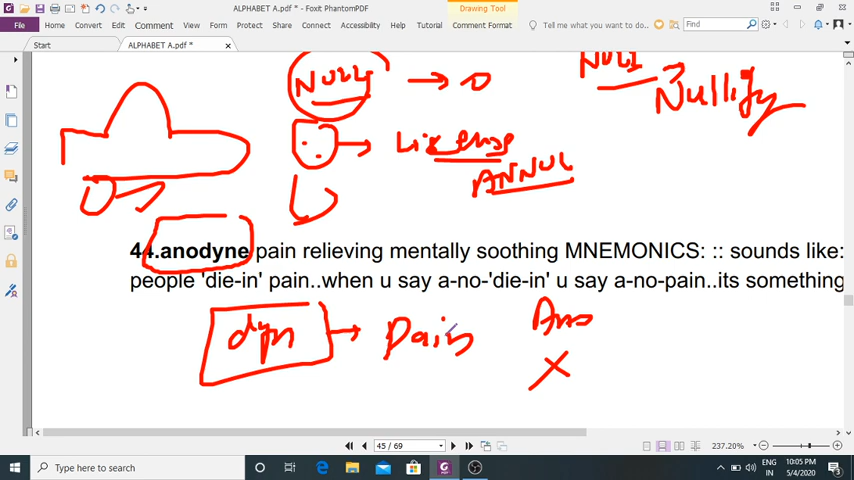 ALPHABET A.pdf * - Foxit PhantomPDF
Drawing Tool
File Home Convert Edit Comment View Form Protect Share Connect Accessibility Help Tutorial Comment Format Tell me what you want to do.. Find
Start ALPHABET A.pdf *
NULL → 0
Nullify
ANNUL
44.anodyne pain relieving mentally soothing MNEMONICS: :: sounds like:
people 'die-in' pain..when u say a-no-'die-in' u say a-no-pain..its something
dyn → Pain
X
45 / 69 237.20%
Type here to search
ENG 10:05 PM
IN 5/4/2020
3